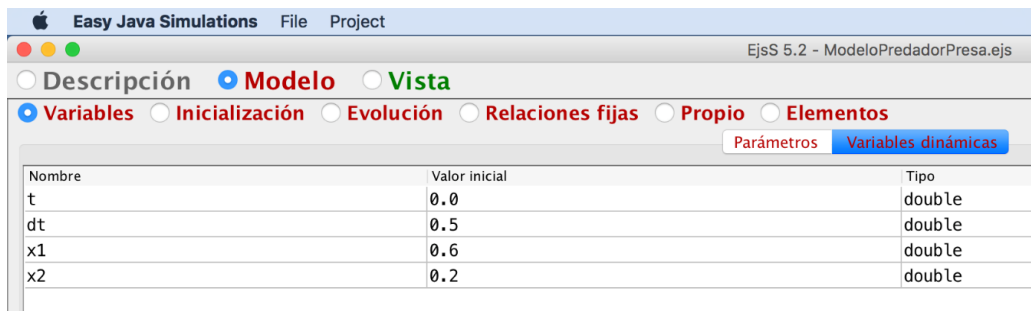 Easy Java Simulations File Project
EjsS 5.2 - ModeloPredadorPresa.ejs
Descripción Modelo Vista
Variables Inicialización Evolución Relaciones fijas Propio Elementos
Parámetros Variables dinámicas
Nombre Valor inicial Tipo
t 0.0 double
dt 0.5 double
x1 0.6 double
x2 0.2 double